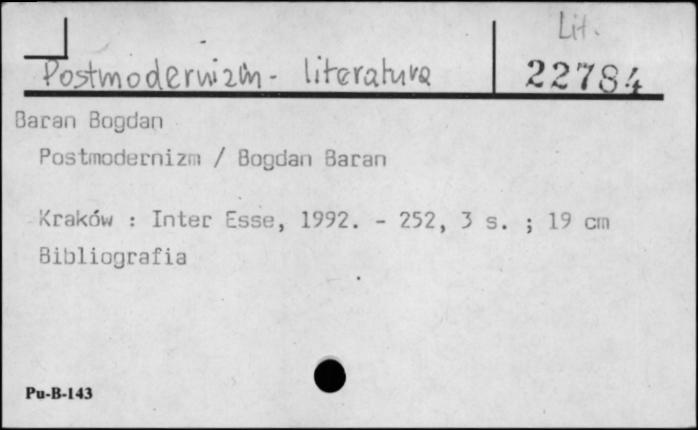 Lit.
Postmodernizm - literatura
22784
Baran Bogdan
Postmodernizm / Bogdan Baran
Kraków : Inter Esse, 1992. - 252, 3 s. ; 19 cm
Bibliografia
Pu-B-143